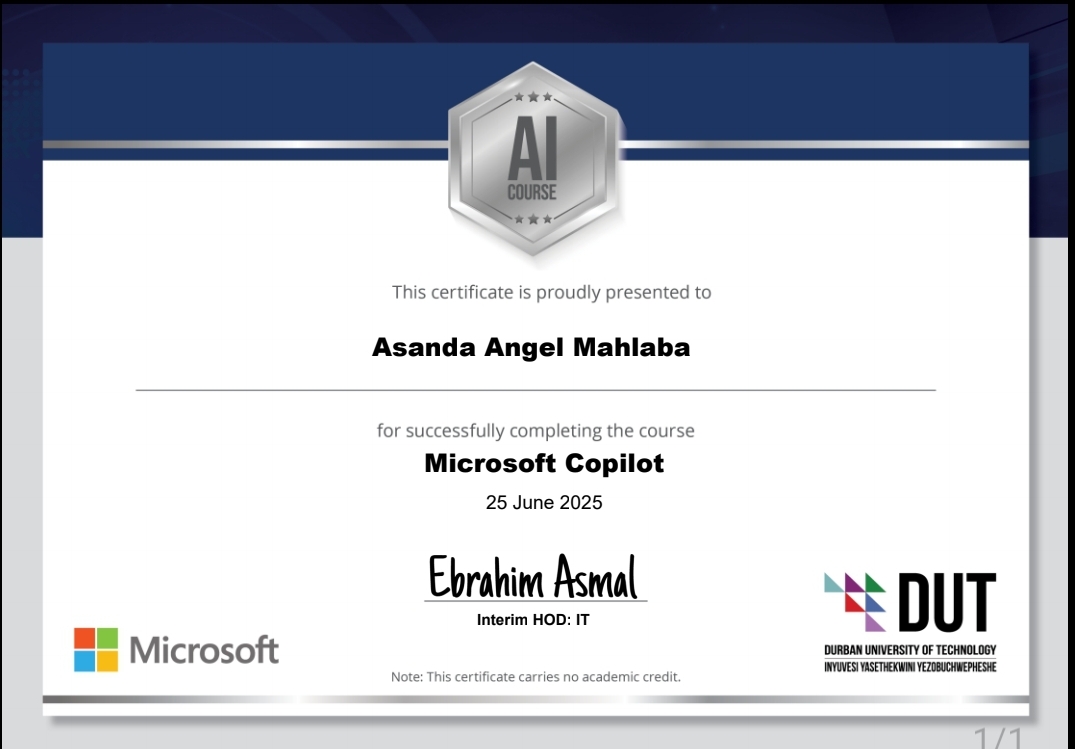 AI
COURSE
This certificate is proudly presented to
Asanda Angel Mahlaba
for successfully completing the course
Microsoft Copilot
25 June 2025
Ebrahim Asmal
Interim HOD: IT
Microsoft
DUT
DURBAN UNIVERSITY OF TECHNOLOGY
INYUVESI YASETHEKWINI YEZOBUCHWEPHESHE
Note: This certificate carries no academic credit.
1/1